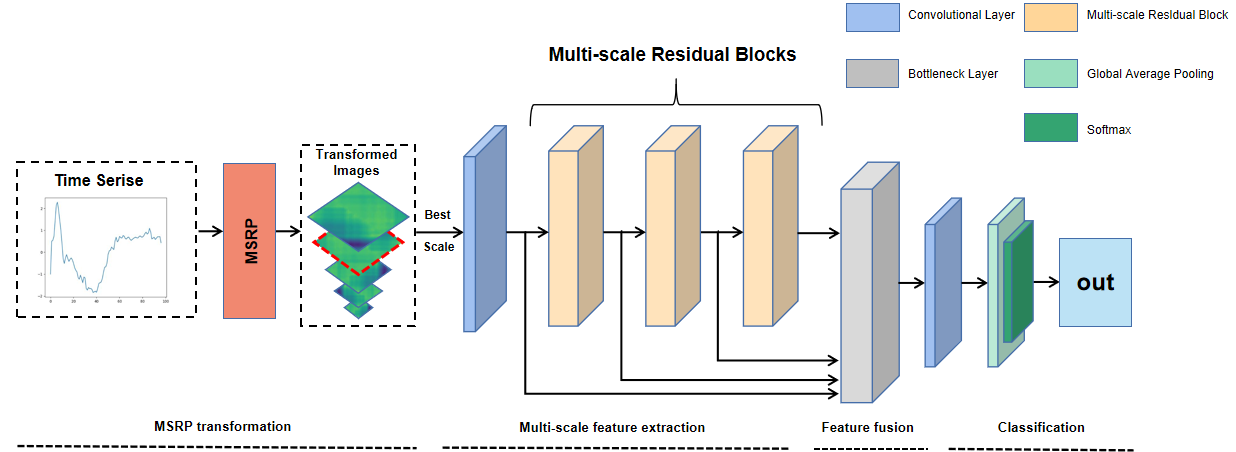 Convolutional Layer
Multi-scale Residual Block
Bottleneck Layer
Global Average Pooling
Softmax
Multi-scale Residual Blocks
Time Serise
MSRP
Transformed
Images
Best
Scale
out
2
1
0
−1
−2
0
20
40
60
80
100
MSRP transformation
Multi-scale feature extraction
Feature fusion
Classification